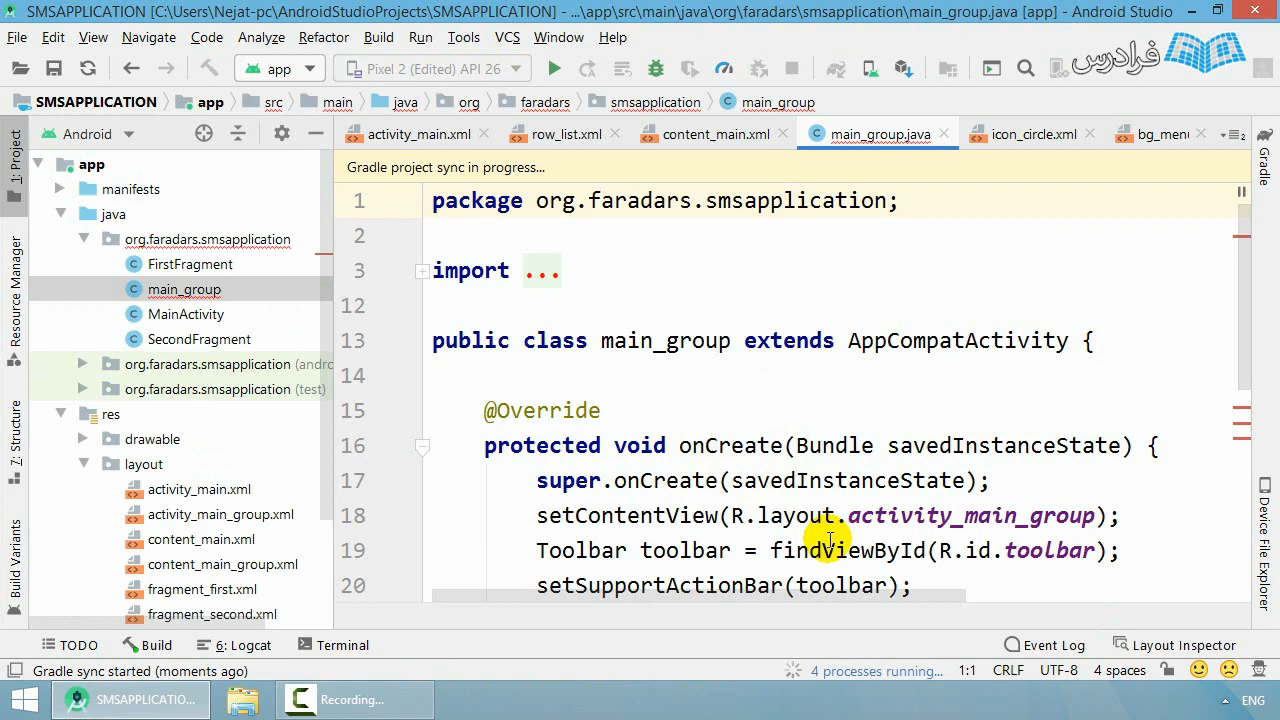 SMSAPPLICATION [C:\Users\Nejat-pc\AndroidStudioProjects\SMSAPPLICATION] - ...\app\src\main\java\org\faradars\smsapplication\main_group.java [app] - Android Studio
File Edit View Navigate Code Analyze Refactor Build Run Tools VCS Window Help
app Pixel 2 (Edited) API 26
فرادرس
SMSAPPLICATION app src main java org faradars smsapplication main_group
Android
activity_main.xml row_list.xml content_main.xml main_group.java icon_circle.xml bg_menu
Gradle project sync in progress...
1: Project
Resource Manager
Z: Structure
Build Variants
app
manifests
java
org.faradars.smsapplication
FirstFragment
main_group
MainActivity
SecondFragment
org.faradars.smsapplication (andro
org.faradars.smsapplication (test)
res
drawable
layout
activity_main.xml
activity_main_group.xml
content_main.xml
content_main_group.xml
fragment_first.xml
fragment_second.xml
1 package org.faradars.smsapplication;
2
3 import ...
12
13 public class main_group extends AppCompatActivity {
14
15 @Override
16 protected void onCreate(Bundle savedInstanceState) {
17 super.onCreate(savedInstanceState);
18 setContentView(R.layout.activity_main_group);
19 Toolbar toolbar = findViewById(R.id.toolbar);
20 setSupportActionBar(toolbar);
Gradle
Device File Explorer
TODO Build 6: Logcat Terminal Event Log Layout Inspector
Gradle sync started (moments ago) 4 processes running... 1:1 CRLF UTF-8 4 spaces
SMSAPPLICATIO... Recording... ENG